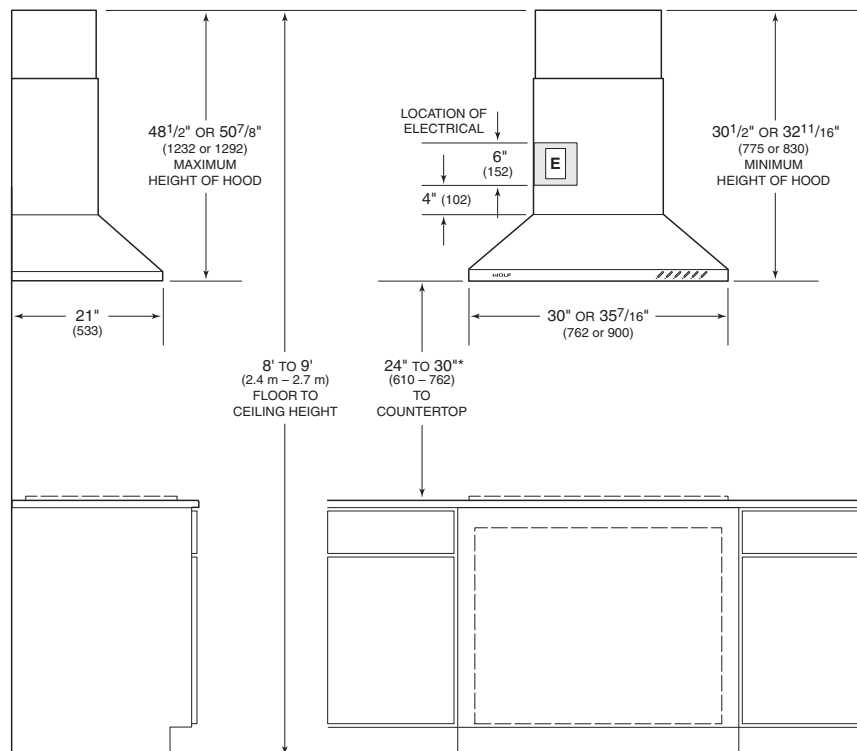 48 1/2" OR 50 7/8"
(1232 or 1292)
MAXIMUM
HEIGHT OF HOOD
21"
(533)
8' TO 9'
(2.4 m – 2.7 m)
FLOOR TO
CEILING HEIGHT
LOCATION OF
ELECTRICAL
6"
(152)
4" (102)
E
WOLF
30 1/2" OR 32 11/16"
(775 or 830)
MINIMUM
HEIGHT OF HOOD
30" OR 35 7/16"
(762 or 900)
24" TO 30"*
(610 – 762)
TO
COUNTERTOP